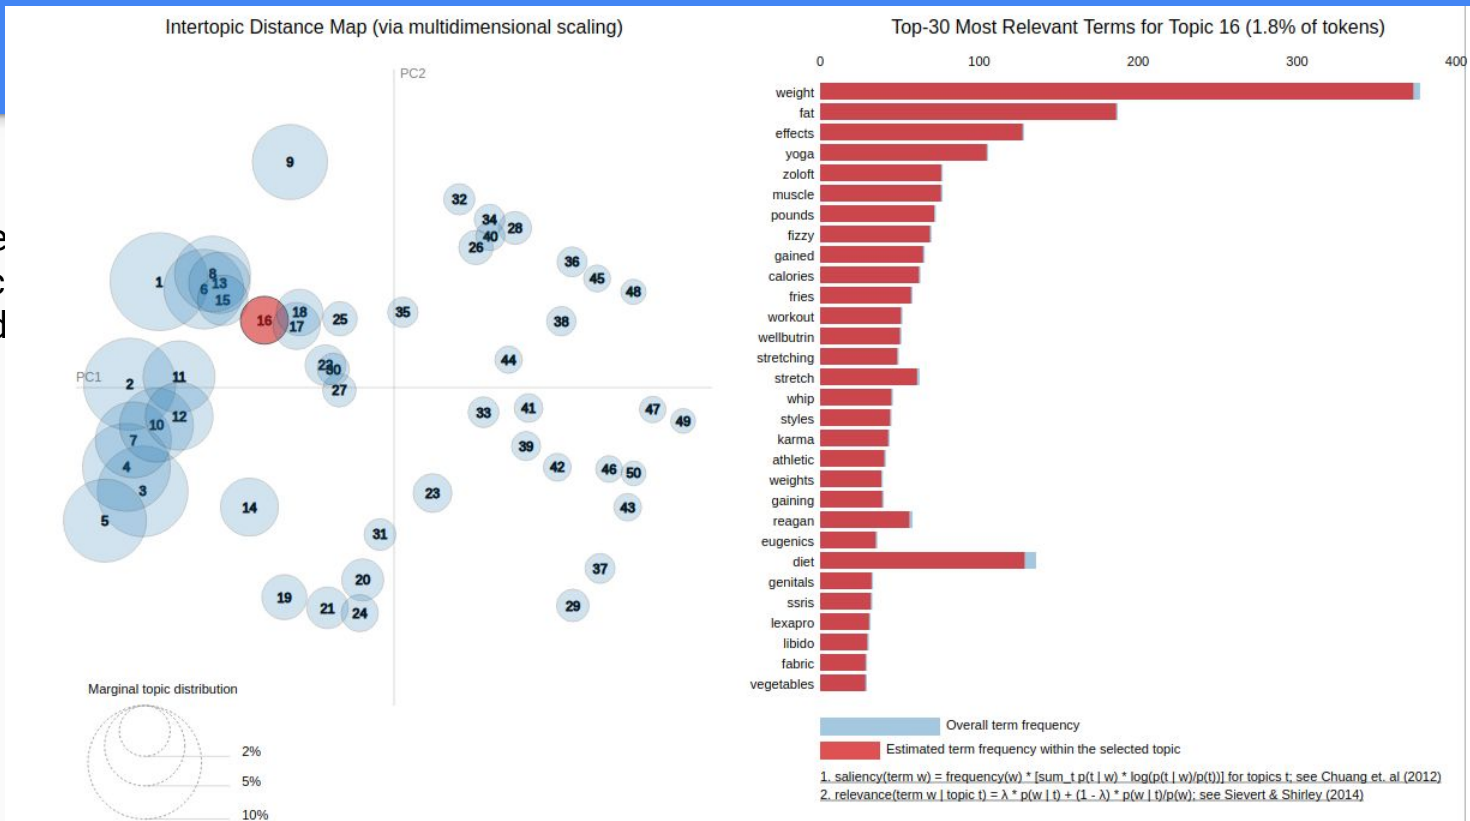 Intertopic Distance Map (via multidimensional scaling)
PC2
PC1
9
32
34
28
40
26
36
45
48
1
8
6
13
15
16
18
17
25
35
38
44
22
30
27
2
11
12
10
7
4
3
5
33
41
47
49
39
42
46
50
43
14
23
31
37
29
19
20
21
24
Marginal topic distribution
2%
5%
10%
Top-30 Most Relevant Terms for Topic 16 (1.8% of tokens)
0 100 200 300 400
weight
fat
effects
yoga
zoloft
muscle
pounds
fizzy
gained
calories
fries
workout
wellbutrin
stretching
stretch
whip
styles
karma
athletic
weights
gaining
reagan
eugenics
diet
genitals
ssris
lexapro
libido
fabric
vegetables
Overall term frequency
Estimated term frequency within the selected topic
1. saliency(term w) = frequency(w) * [sum_t p(t | w) * log(p(t | w)/p(t))] for topics t; see Chuang et. al (2012)
2. relevance(term w | topic t) = λ * p(w | t) + (1 - λ) * p(w | t)/p(w); see Sievert & Shirley (2014)